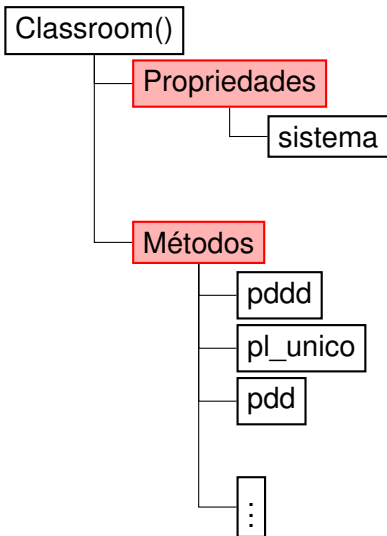 Classroom()
Propriedades
sistema
Métodos
pddd
pl_unico
pdd
⋮